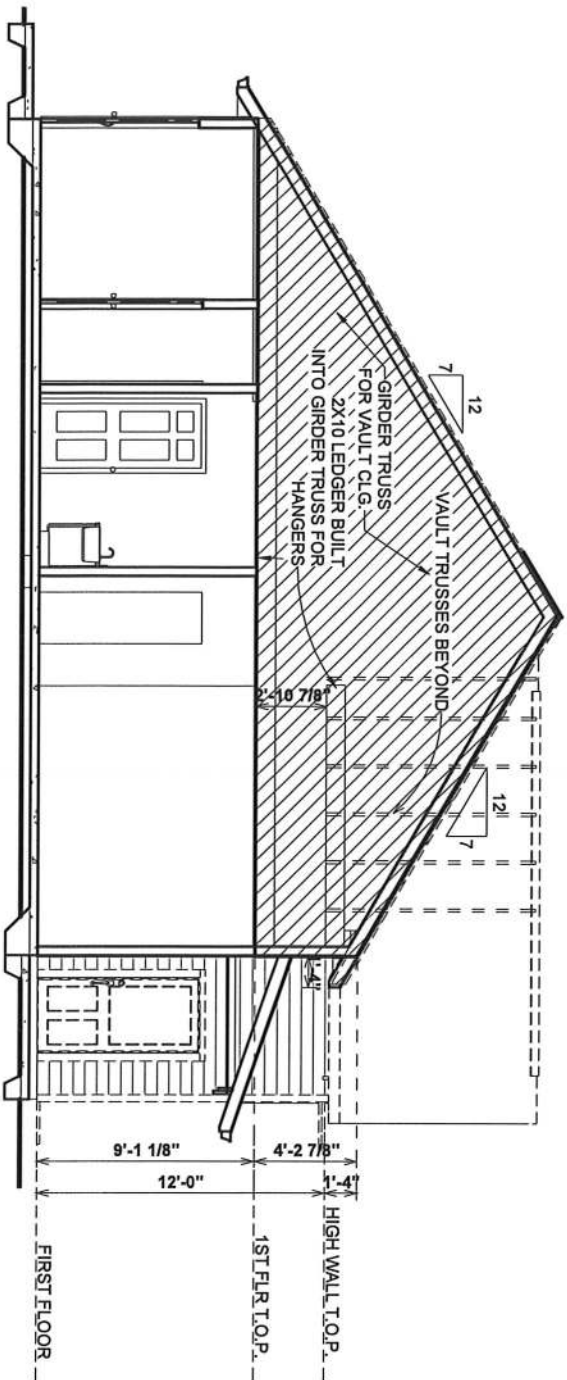 12
7
GIRDER TRUSS
FOR VAULT CLG.
2X10 LEDGER BUILT
INTO GIRDER TRUSS FOR
HANGERS
VAULT TRUSSES BEYOND
12
7
2'-10 7/8"
1'-4"
9'-1 1/8"
4'-2 7/8"
12'-0"
1'-4"
HIGH WALL T.O.P.
1ST FLR T.O.P.
FIRST FLOOR